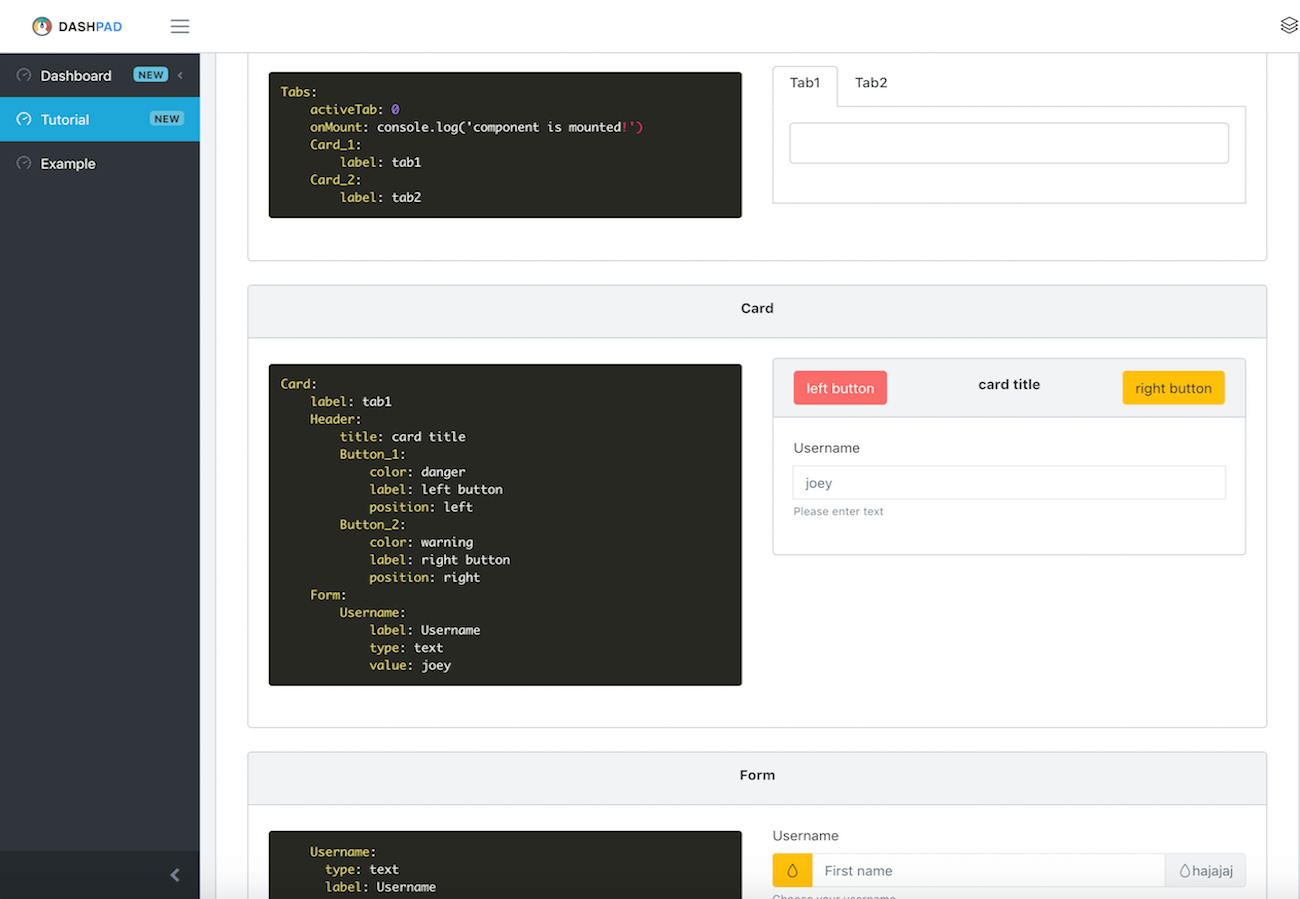 DASHPAD
Dashboard NEW
Tutorial NEW
Example
Tabs:
activeTab: 0
onMount: console.log('component is mounted!')
Card_1:
label: tab1
Card_2:
label: tab2
Tab1 Tab2
Card
Card:
label: tab1
Header:
title: card title
Button_1:
color: danger
label: left button
position: left
Button_2:
color: warning
label: right button
position: right
Form:
Username:
label: Username
type: text
value: joey
left button card title right button
Username
joey
Please enter text
Form
Username:
type: text
label: Username
Username
First name hajajaj
Choose your username